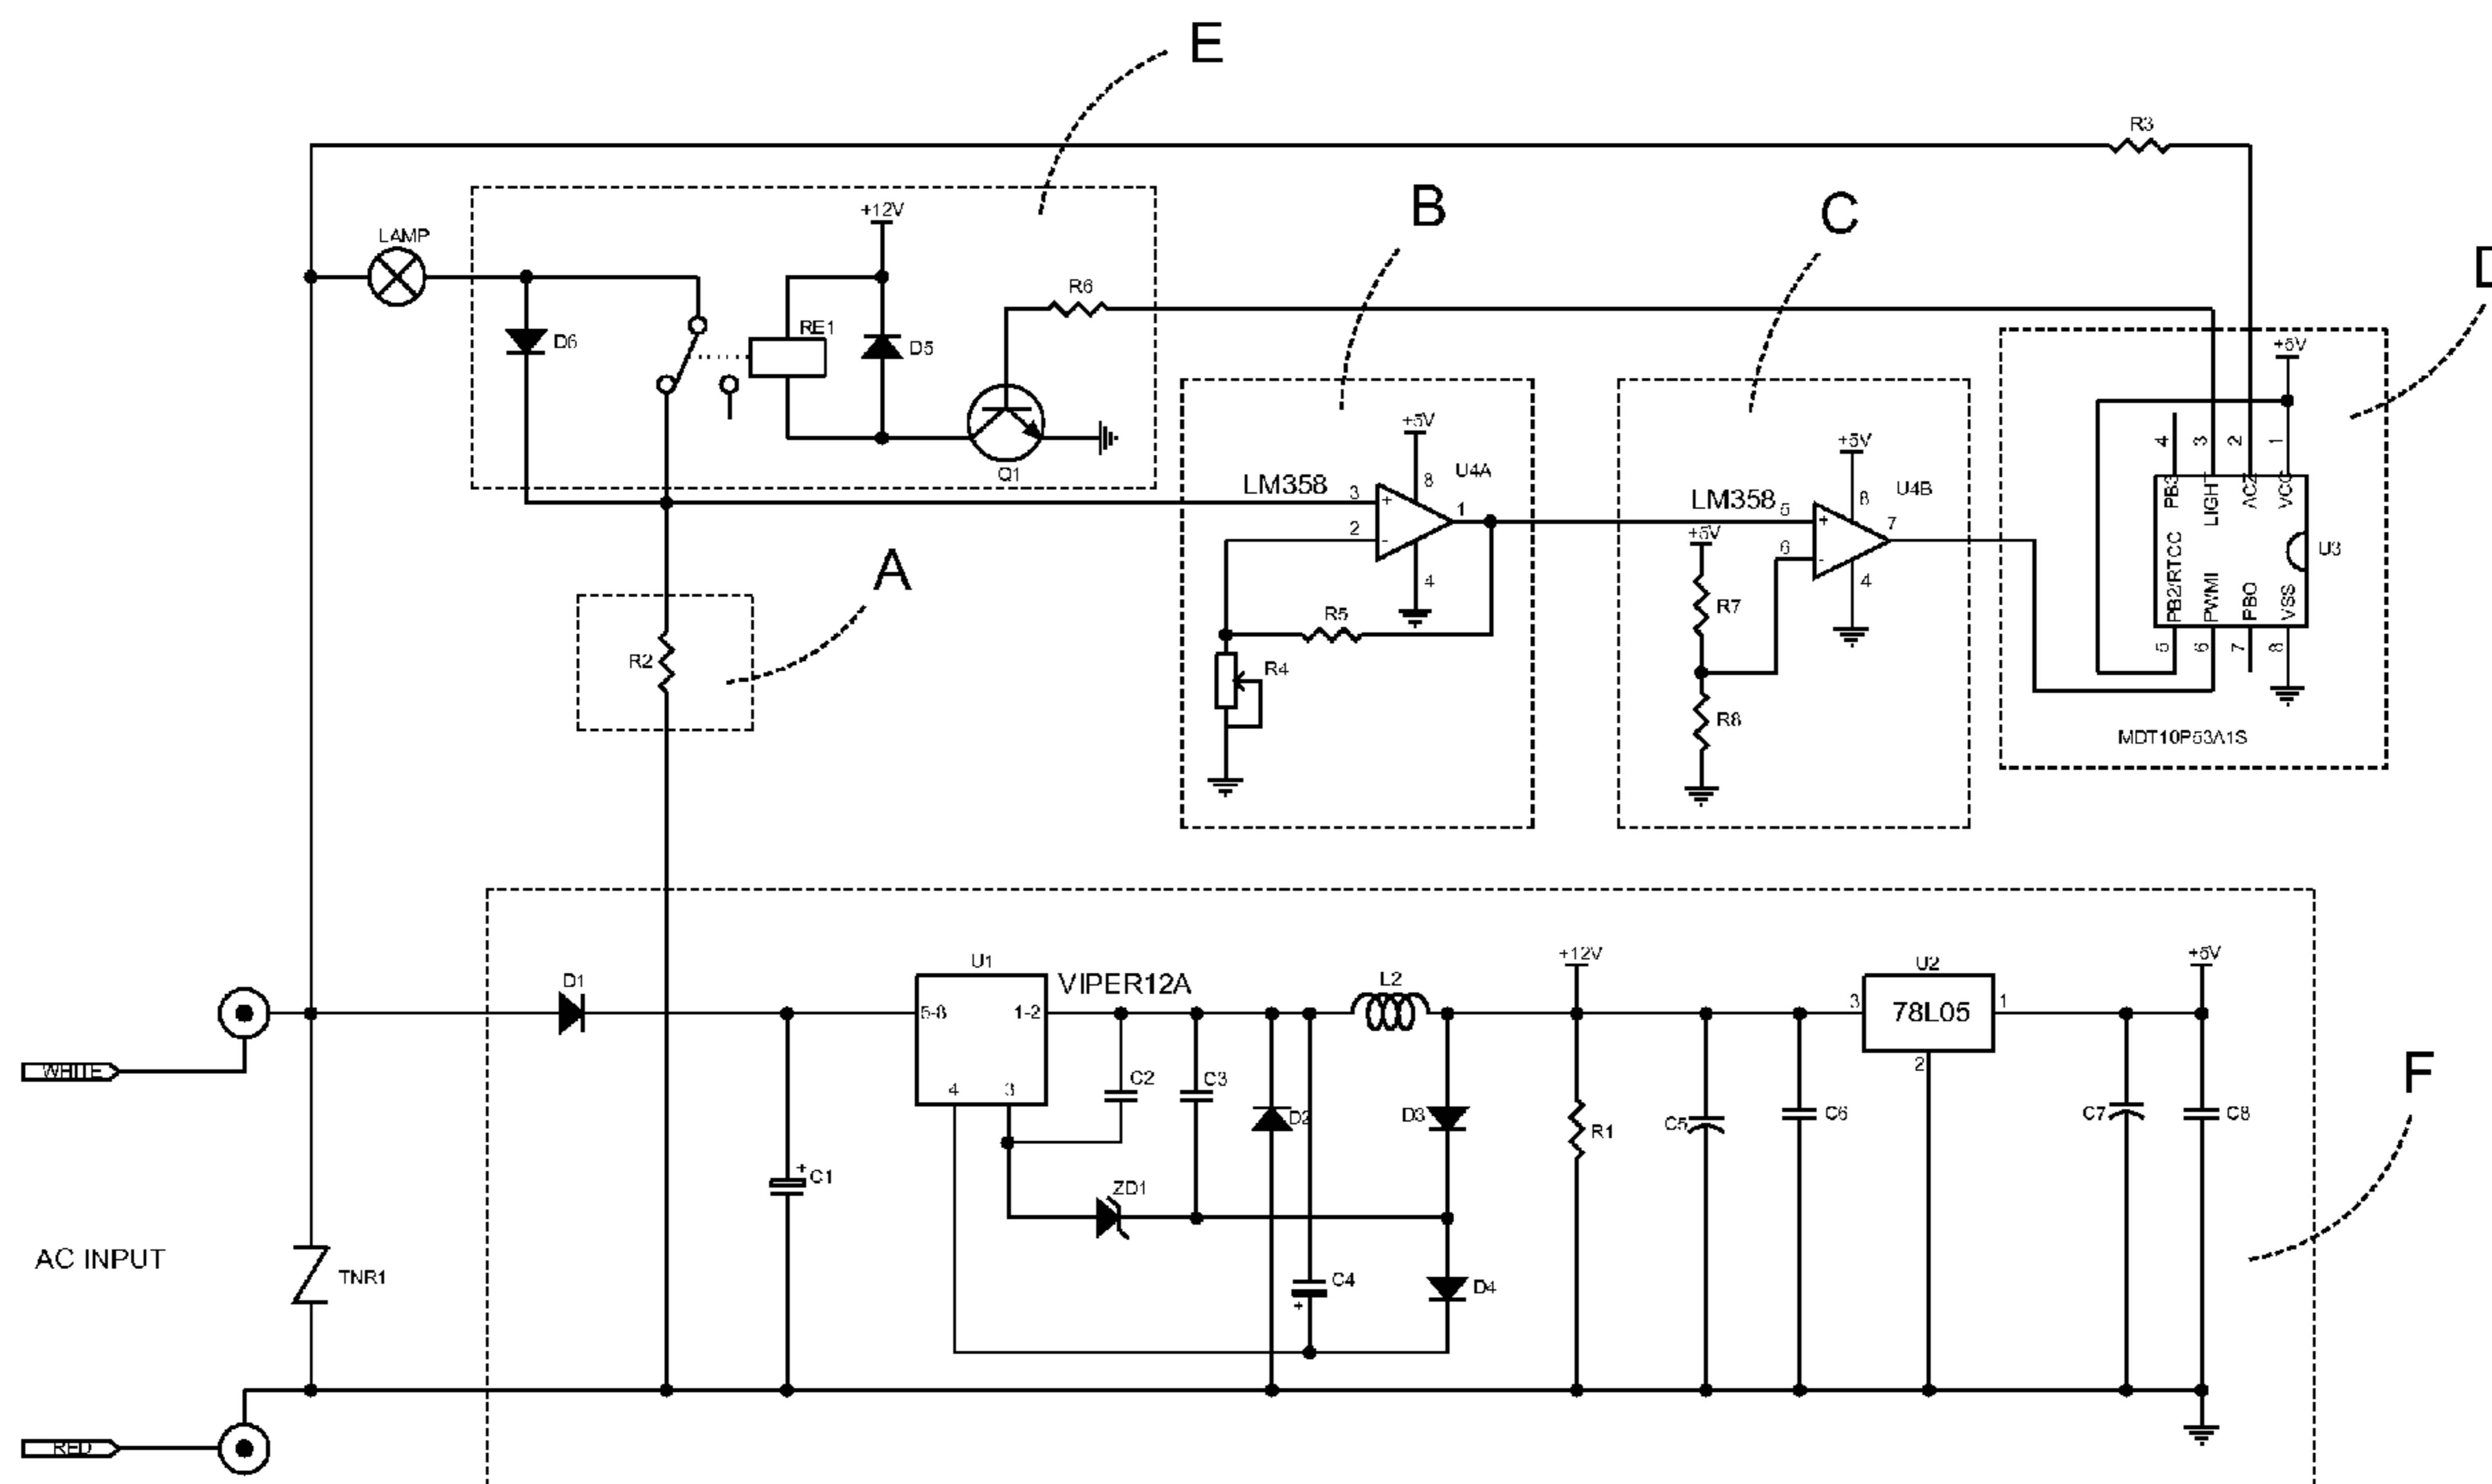 E
R3
LAMP
+12V
B
C
D
R6
D6
RE1
D5
+5V
+5V
+5V
Q1
LM358
3
+
2
-
8
1
4
U4A
LM358
5
+
6
-
8
7
4
U4B
+5V
4
3
2
1
PB3
LIGHT
VCC
PB2/RTCC
PWMI
PBO
VSS
U3
5
6
7
8
A
R2
R5
R4
R7
R8
MDT10P53A1S
WHITE
D1
U1
VIPER12A
5-8
1-2
4
3
L2
+12V
U2
3
78L05
1
2
+5V
F
C2
C3
D2
D3
R1
C5
C6
C7
C8
C1
+
ZD1
C4
+
D4
AC INPUT
TNR1
RED